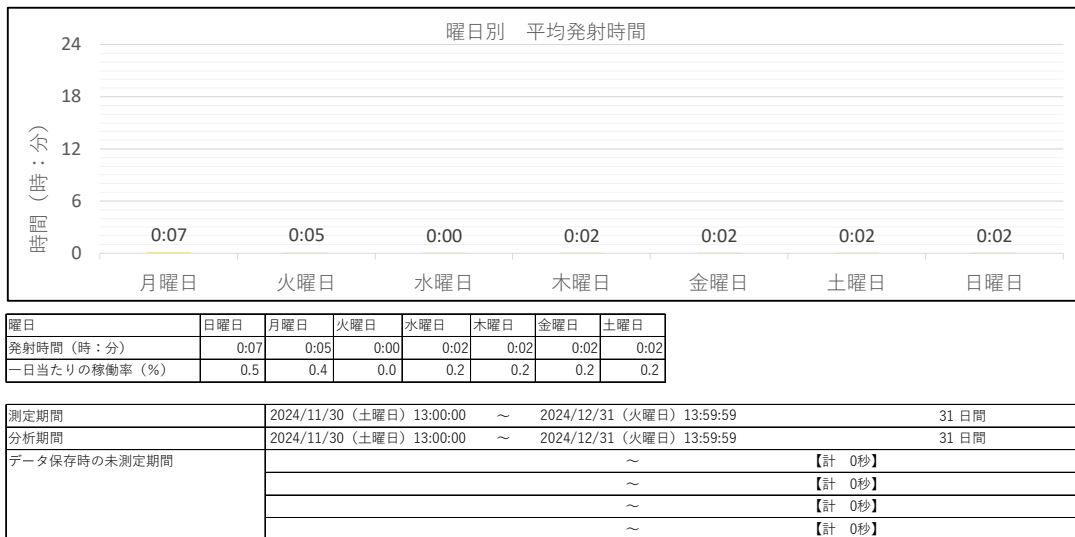 曜日別　平均発射時間
24
18
12
6
0
時間（時：分）
0:07 0:05 0:00 0:02 0:02 0:02 0:02
月曜日 火曜日 水曜日 木曜日 金曜日 土曜日 日曜日
曜日 日曜日 月曜日 火曜日 水曜日 木曜日 金曜日 土曜日
発射時間（時：分） 0:07 0:05 0:00 0:02 0:02 0:02 0:02
一日当たりの稼働率（%） 0.5 0.4 0.0 0.2 0.2 0.2 0.2
測定期間 2024/11/30（土曜日）13:00:00 ～ 2024/12/31（火曜日）13:59:59 31 日間
分析期間 2024/11/30（土曜日）13:00:00 ～ 2024/12/31（火曜日）13:59:59 31 日間
データ保存時の未測定期間 ～ 【計　0秒】
～ 【計　0秒】
～ 【計　0秒】
～ 【計　0秒】